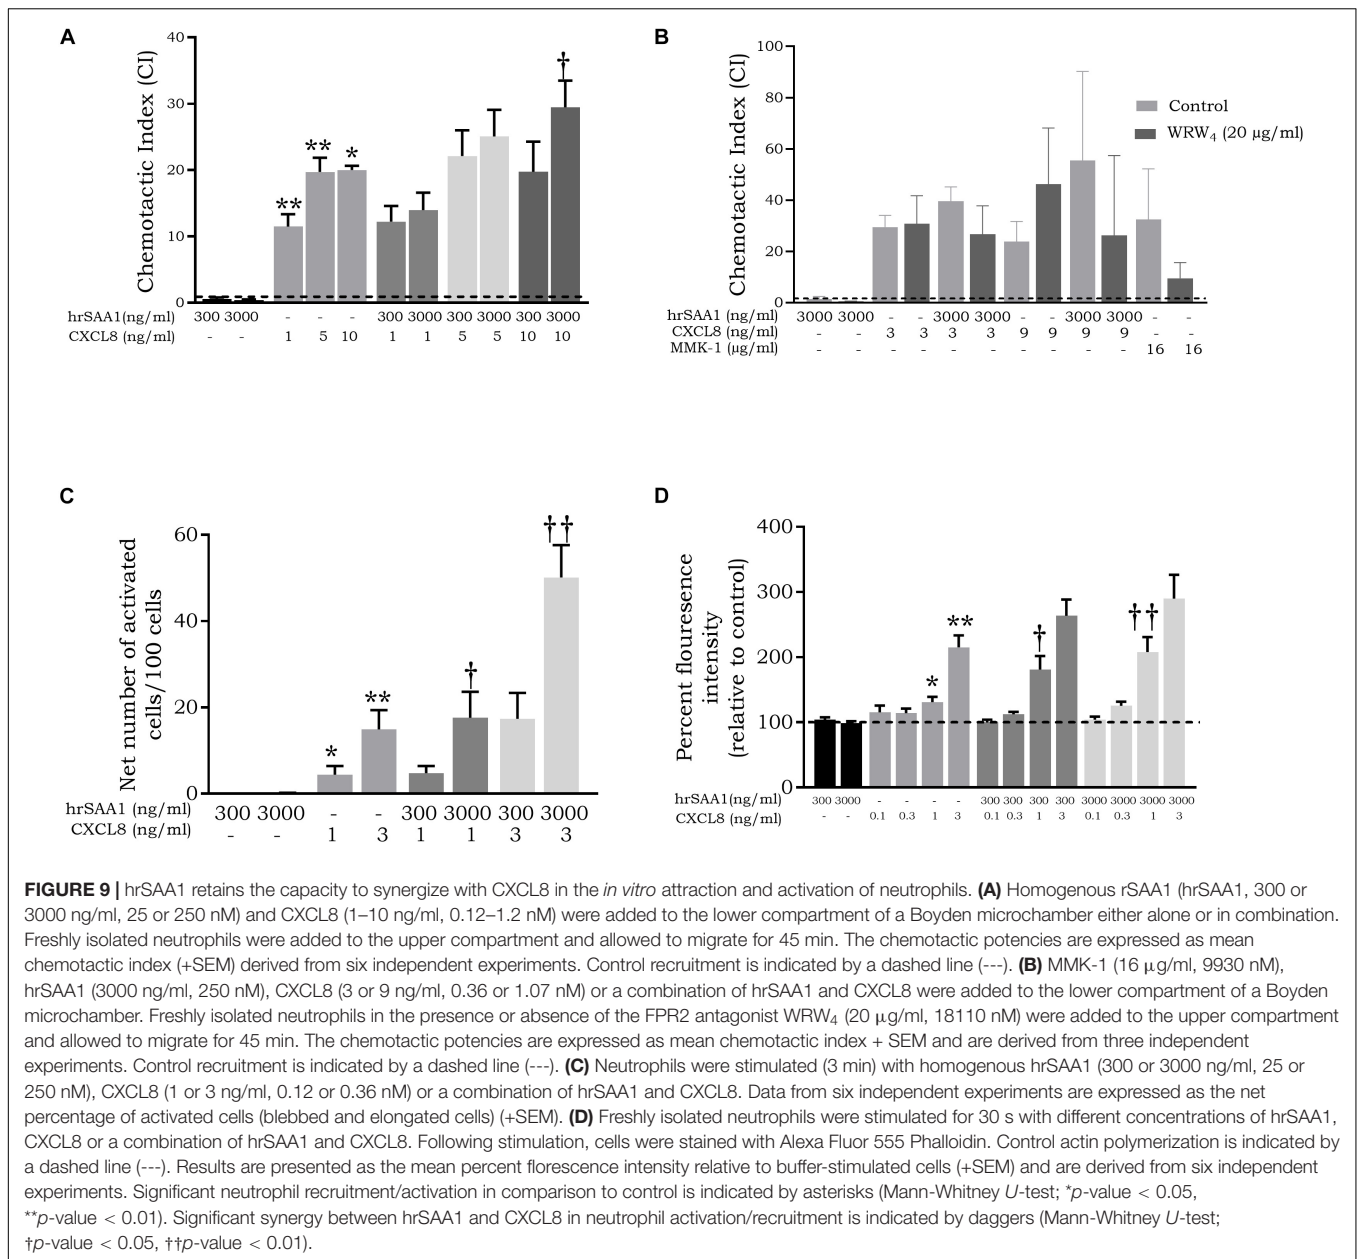 A
Chemotactic Index (CI)
40
30
20
10
0
** ** * †
hrSAA1(ng/ml) 300 3000 - - - 300 3000 300 3000 300 3000
CXCL8 (ng/ml) - - 1 5 10 1 1 5 5 10 10
B
Chemotactic Index (CI)
100
80
60
40
20
0
Control
WRW4 (20 µg/ml)
hrSAA1 (ng/ml) 3000 3000 - - 3000 3000 - - 3000 3000 - -
CXCL8 (ng/ml) - - 3 3 3 3 9 9 9 9 - -
MMK-1 (µg/ml) - - - - - - - - - - 16 16
C
Net number of activated
cells/100 cells
60
40
20
0
* ** † ††
hrSAA1 (ng/ml) 300 3000 - - 300 3000 300 3000
CXCL8 (ng/ml) - - 1 3 1 1 3 3
D
Percent flouresence
intensity
(relative to control)
400
300
200
100
0
* ** † ††
hrSAA1(ng/ml) 300 3000 - - - - 300 300 300 300 3000 3000 3000 3000
CXCL8 (ng/ml) - - 0.1 0.3 1 3 0.1 0.3 1 3 0.1 0.3 1 3
FIGURE 9 | hrSAA1 retains the capacity to synergize with CXCL8 in the in vitro attraction and activation of neutrophils. (A) Homogenous rSAA1 (hrSAA1, 300 or
3000 ng/ml, 25 or 250 nM) and CXCL8 (1–10 ng/ml, 0.12–1.2 nM) were added to the lower compartment of a Boyden microchamber either alone or in combination.
Freshly isolated neutrophils were added to the upper compartment and allowed to migrate for 45 min. The chemotactic potencies are expressed as mean
chemotactic index (+SEM) derived from six independent experiments. Control recruitment is indicated by a dashed line (---). (B) MMK-1 (16 µg/ml, 9930 nM),
hrSAA1 (3000 ng/ml, 250 nM), CXCL8 (3 or 9 ng/ml, 0.36 or 1.07 nM) or a combination of hrSAA1 and CXCL8 were added to the lower compartment of a Boyden
microchamber. Freshly isolated neutrophils in the presence or absence of the FPR2 antagonist WRW4 (20 µg/ml, 18110 nM) were added to the upper compartment
and allowed to migrate for 45 min. The chemotactic potencies are expressed as mean chemotactic index + SEM and are derived from three independent
experiments. Control recruitment is indicated by a dashed line (---). (C) Neutrophils were stimulated (3 min) with homogenous hrSAA1 (300 or 3000 ng/ml, 25 or
250 nM), CXCL8 (1 or 3 ng/ml, 0.12 or 0.36 nM) or a combination of hrSAA1 and CXCL8. Data from six independent experiments are expressed as the net
percentage of activated cells (blebbed and elongated cells) (+SEM). (D) Freshly isolated neutrophils were stimulated for 30 s with different concentrations of hrSAA1,
CXCL8 or a combination of hrSAA1 and CXCL8. Following stimulation, cells were stained with Alexa Fluor 555 Phalloidin. Control actin polymerization is indicated by
a dashed line (---). Results are presented as the mean percent florescence intensity relative to buffer-stimulated cells (+SEM) and are derived from six independent
experiments. Significant neutrophil recruitment/activation in comparison to control is indicated by asterisks (Mann-Whitney U-test; *p-value < 0.05,
**p-value < 0.01). Significant synergy between hrSAA1 and CXCL8 in neutrophil activation/recruitment is indicated by daggers (Mann-Whitney U-test;
†p-value < 0.05, ††p-value < 0.01).